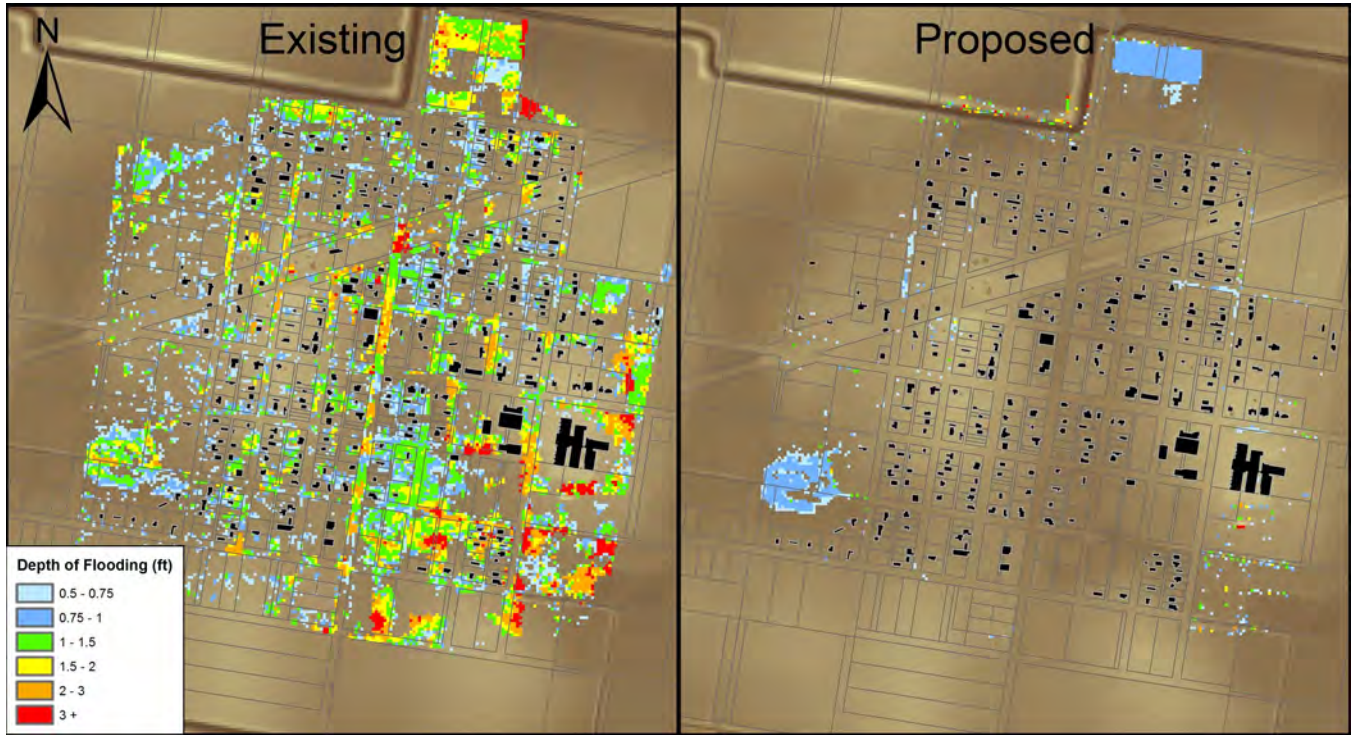 Existing
Proposed
N
Depth of Flooding (ft)
0.5 - 0.75
0.75 - 1
1 - 1.5
1.5 - 2
2 - 3
3 +